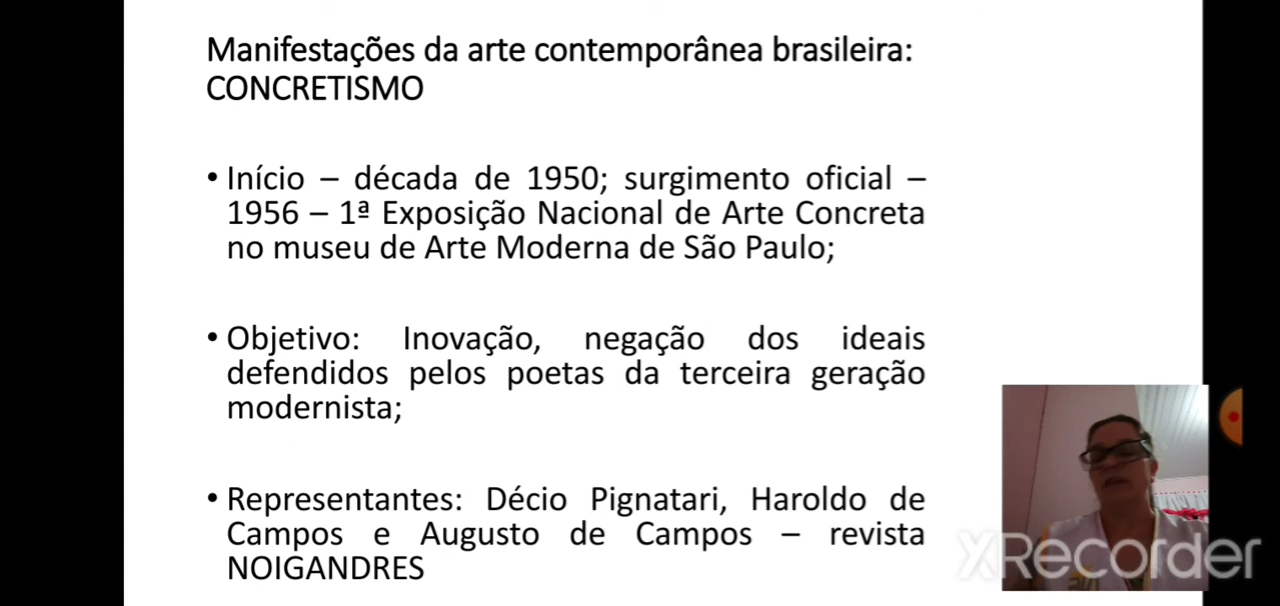 Manifestações da arte contemporânea brasileira:
CONCRETISMO
• Início – década de 1950; surgimento oficial –
1956 – 1ª Exposição Nacional de Arte Concreta
no museu de Arte Moderna de São Paulo;
• Objetivo: Inovação, negação dos ideais
defendidos pelos poetas da terceira geração
modernista;
• Representantes: Décio Pignatari, Haroldo de
Campos e Augusto de Campos – revista
NOIGANDRES
XRecorder